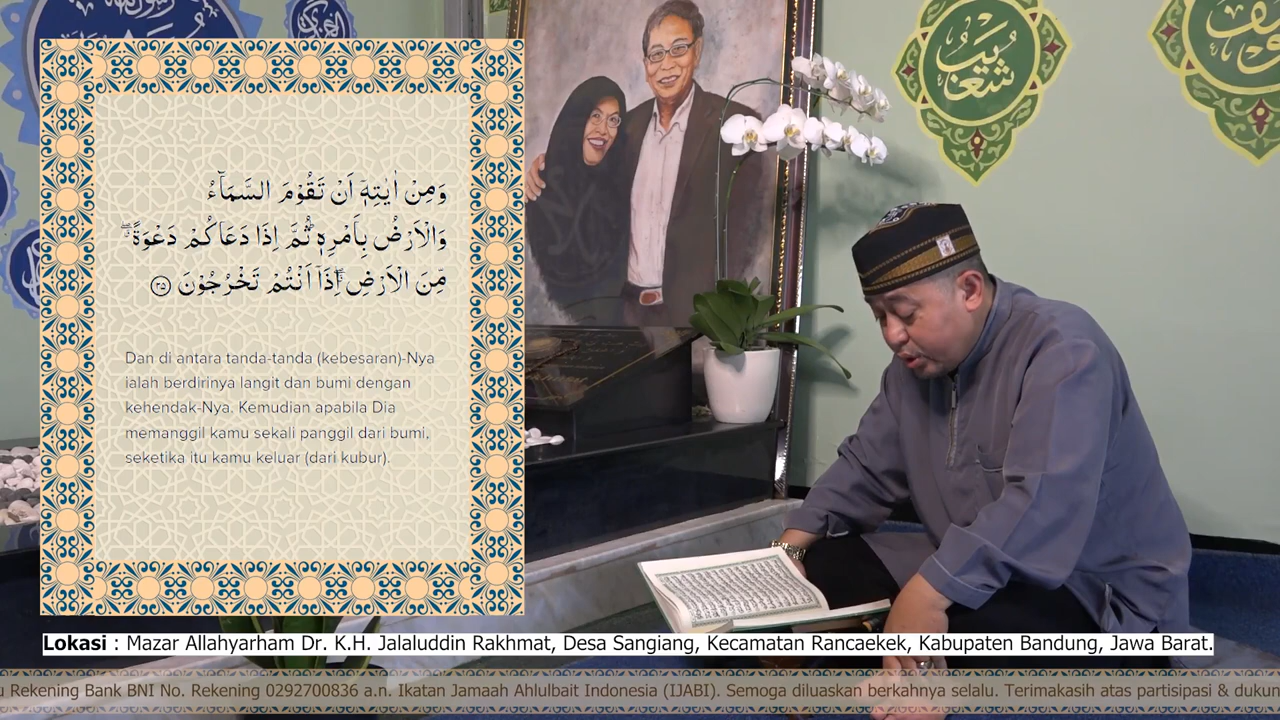 وَمِنْ اٰيٰتِهٖٓ اَنْ تَقُوْمَ السَّمَاۤءُ
وَالْاَرْضُ بِاَمْرِهٖۗ ثُمَّ اِذَا دَعَاكُمْ دَعْوَةًۖ
مِّنَ الْاَرْضِۖ اِذَآ اَنْتُمْ تَخْرُجُوْنَ ٢٥
Dan di antara tanda-tanda (kebesaran)-Nya
ialah berdirinya langit dan bumi dengan
kehendak-Nya. Kemudian apabila Dia
memanggil kamu sekali panggil dari bumi,
seketika itu kamu keluar (dari kubur).
شعيب
Lokasi : Mazar Allahyarham Dr. K.H. Jalaluddin Rakhmat, Desa Sangiang, Kecamatan Rancaekek, Kabupaten Bandung, Jawa Barat.
u Rekening Bank BNI No. Rekening 0292700836 a.n. Ikatan Jamaah Ahlulbait Indonesia (IJABI). Semoga diluaskan berkahnya selalu. Terimakasih atas partisipasi & dukun